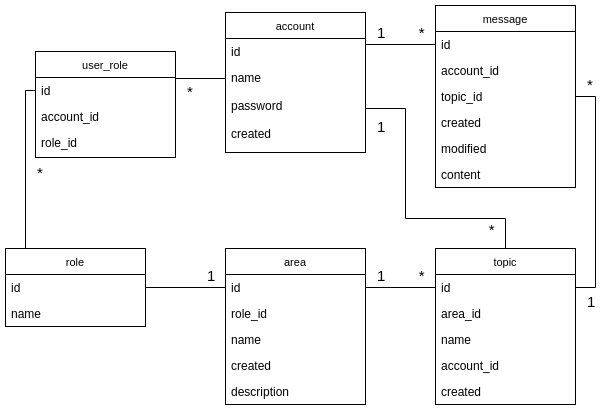 user_role
id
account_id
role_id
*
*
account
id
name
password
created
1
*
1
message
id
account_id
topic_id
created
modified
content
*
*
1
role
id
name
1
area
id
role_id
name
created
description
1
*
topic
id
area_id
name
account_id
created